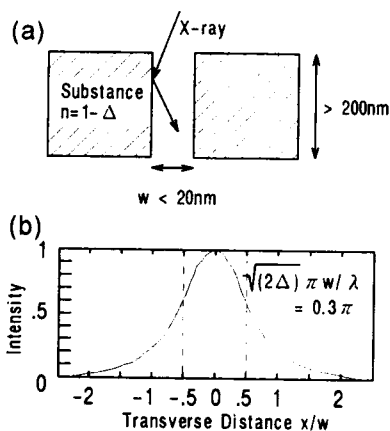 (a)
X-ray
Substance
n=1-Δ
> 200nm
w < 20nm
(b)
1
.5
0
Intensity
√(2Δ) π w/λ
= 0.3π
-2 -1 -.5 0 .5 1 2
Transverse Distance x/w